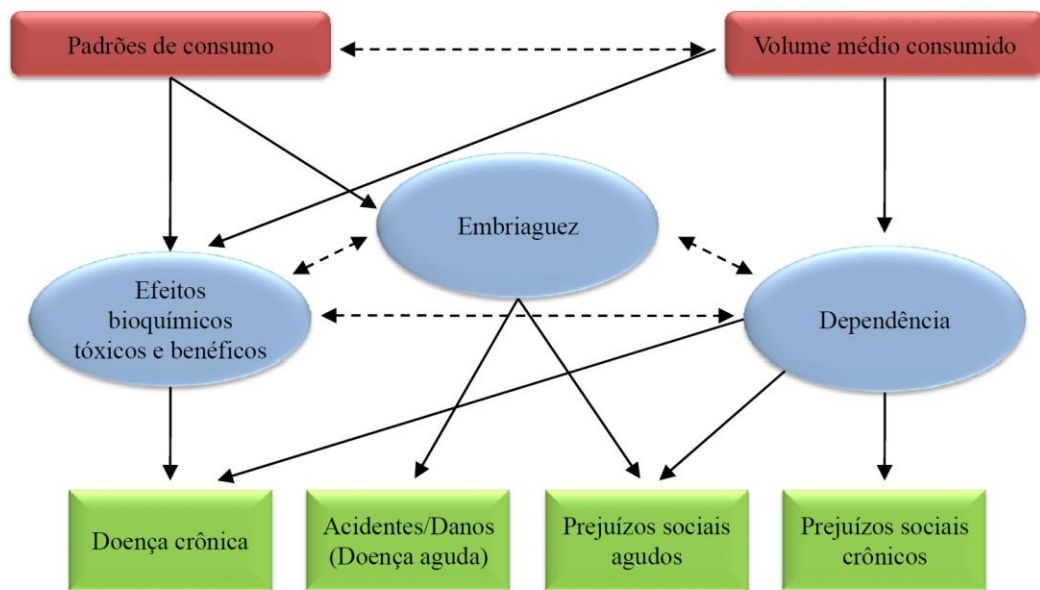 Padrões de consumo
Volume médio consumido
Embriaguez
Efeitos
bioquímicos
tóxicos e benéficos
Dependência
Doença crônica
Acidentes/Danos
(Doença aguda)
Prejuízos sociais
agudos
Prejuízos sociais
crônicos